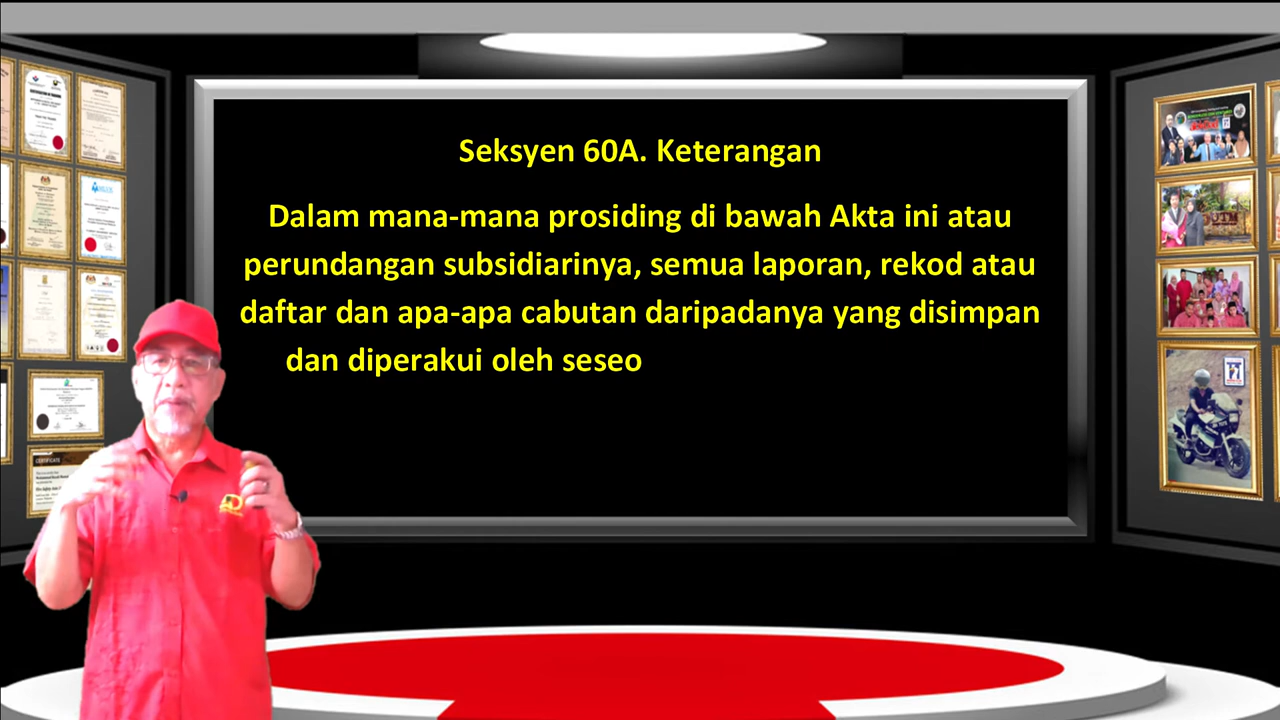 Seksyen 60A. Keterangan
Dalam mana-mana prosiding di bawah Akta ini atau
perundangan subsidiarinya, semua laporan, rekod atau
daftar dan apa-apa cabutan daripadanya yang disimpan
dan diperakui oleh seseo
CERTIFICATE